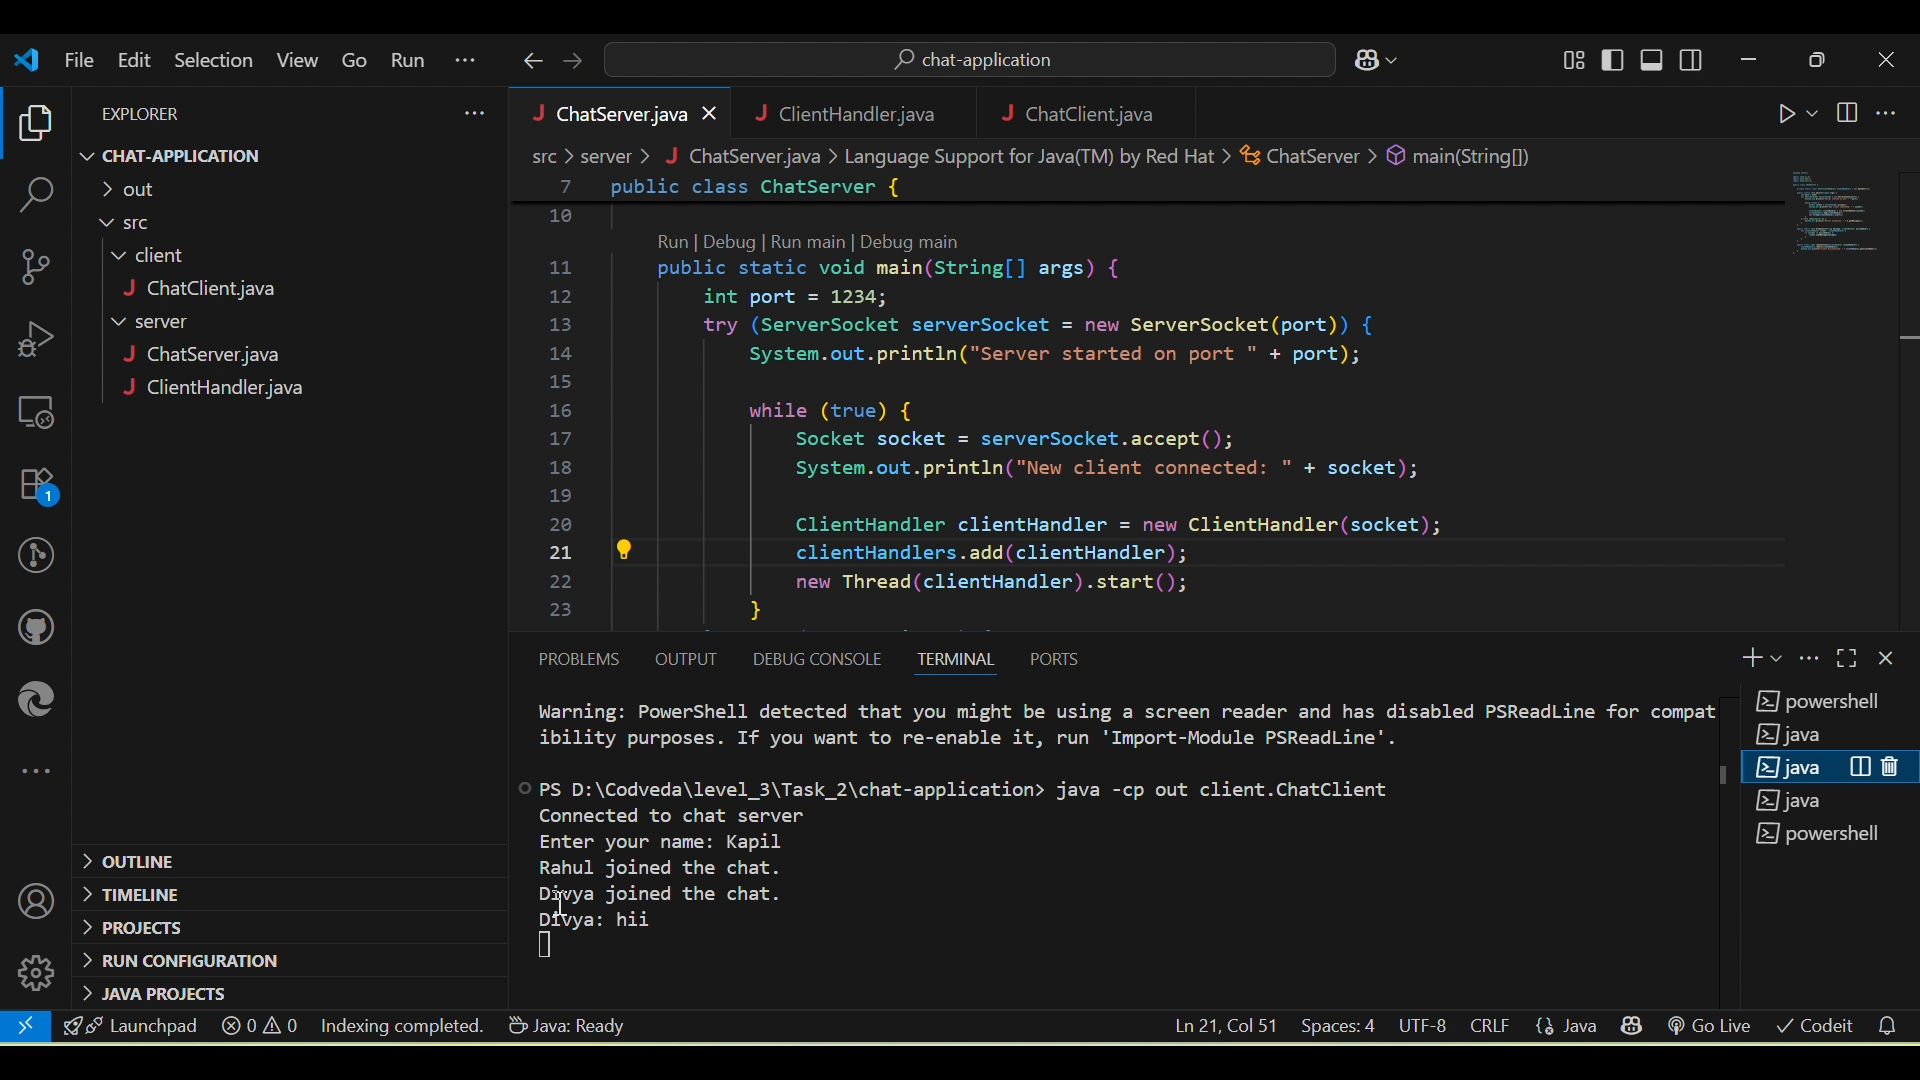 File Edit Selection View Go Run
chat-application
EXPLORER
CHAT-APPLICATION
out
src
client
ChatClient.java
server
ChatServer.java
ClientHandler.java
OUTLINE
TIMELINE
PROJECTS
RUN CONFIGURATION
JAVA PROJECTS
1
ChatServer.java ClientHandler.java ChatClient.java
src > server > ChatServer.java > Language Support for Java(TM) by Red Hat > ChatServer > main(String[])
7 public class ChatServer {
10
Run | Debug | Run main | Debug main
11 public static void main(String[] args) {
12 int port = 1234;
13 try (ServerSocket serverSocket = new ServerSocket(port)) {
14 System.out.println("Server started on port " + port);
15
16 while (true) {
17 Socket socket = serverSocket.accept();
18 System.out.println("New client connected: " + socket);
19
20 ClientHandler clientHandler = new ClientHandler(socket);
21 clientHandlers.add(clientHandler);
22 new Thread(clientHandler).start();
23 }
PROBLEMS OUTPUT DEBUG CONSOLE TERMINAL PORTS
Warning: PowerShell detected that you might be using a screen reader and has disabled PSReadLine for compat
ibility purposes. If you want to re-enable it, run 'Import-Module PSReadLine'.
PS D:\Codveda\level_3\Task_2\chat-application> java -cp out client.ChatClient
Connected to chat server
Enter your name: Kapil
Rahul joined the chat.
Divya joined the chat.
Divya: hii
powershell
java
java
java
powershell
Launchpad 0 0 Indexing completed. Java: Ready Ln 21, Col 51 Spaces: 4 UTF-8 CRLF Java Go Live Codeit